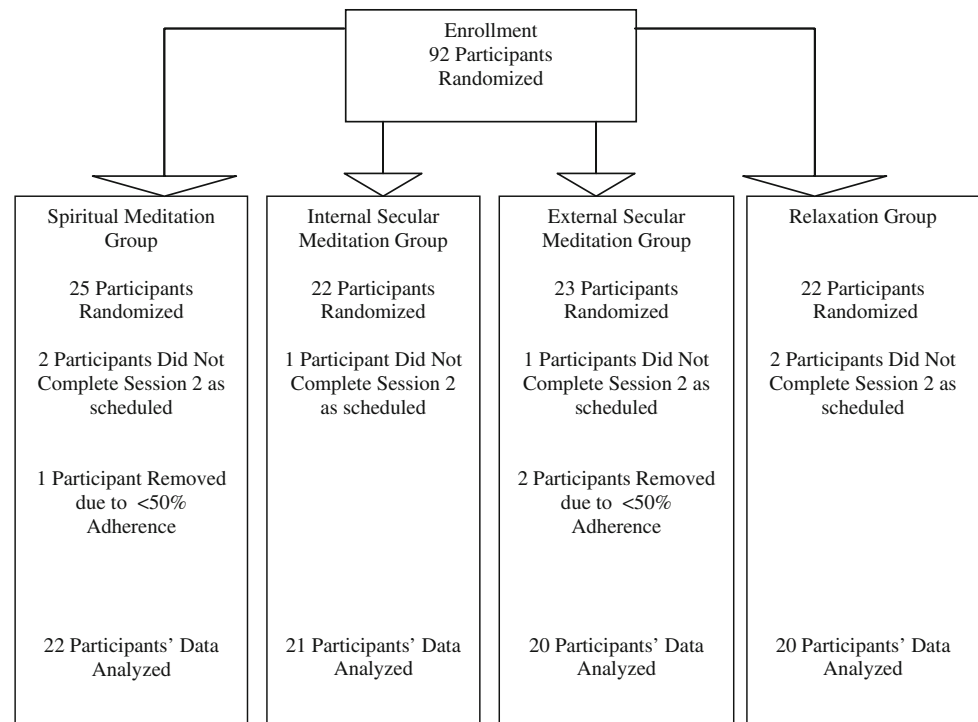 Enrollment
92 Participants
Randomized
Spiritual Meditation
Group
25 Participants
Randomized
2 Participants Did Not
Complete Session 2 as
scheduled
1 Participant Removed
due to <50%
Adherence
22 Participants’ Data
Analyzed
Internal Secular
Meditation Group
22 Participants
Randomized
1 Participant Did Not
Complete Session 2
as scheduled
21 Participants’ Data
Analyzed
External Secular
Meditation Group
23 Participants
Randomized
1 Participants Did Not
Complete Session 2 as
scheduled
2 Participants Removed
due to <50%
Adherence
20 Participants’ Data
Analyzed
Relaxation Group
22 Participants
Randomized
2 Participants Did Not
Complete Session 2 as
scheduled
20 Participants’ Data
Analyzed